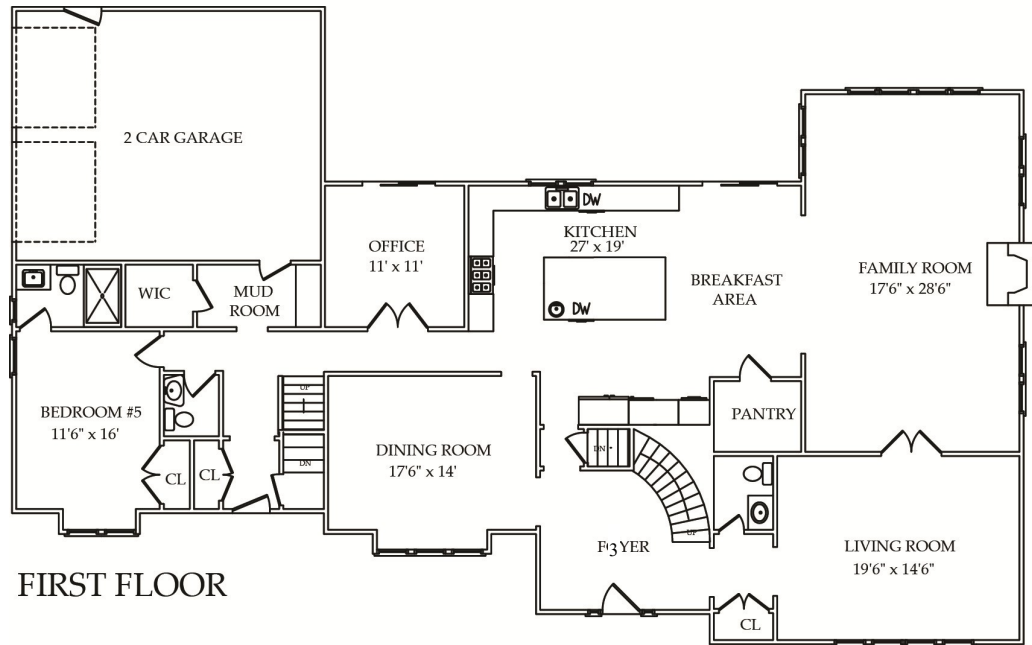 2 CAR GARAGE
OFFICE
11' x 11'
DW
KITCHEN
27' x 19'
DW
BREAKFAST
AREA
FAMILY ROOM
17'6" x 28'6"
WIC
MUD
ROOM
BEDROOM #5
11'6" x 16'
UP
DN
CL
CL
DINING ROOM
17'6" x 14'
PANTRY
DN
UP
F3YER
LIVING ROOM
19'6" x 14'6"
CL
FIRST FLOOR